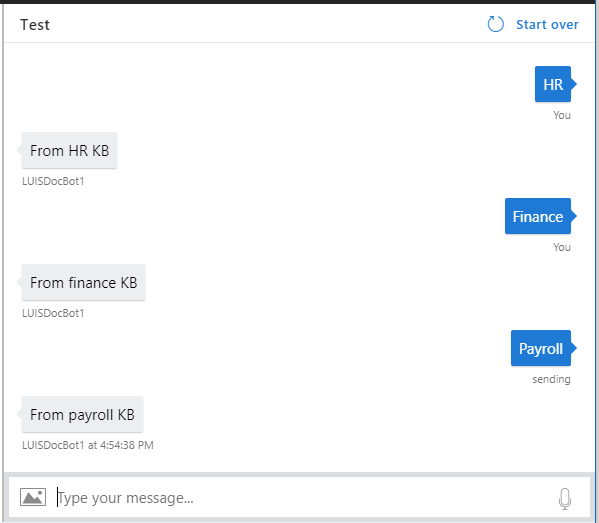 Test
Start over
HR
You
From HR KB
LUISDocBot1
Finance
You
From finance KB
LUISDocBot1
Payroll
sending
From payroll KB
LUISDocBot1 at 4:54:38 PM
Type your message...